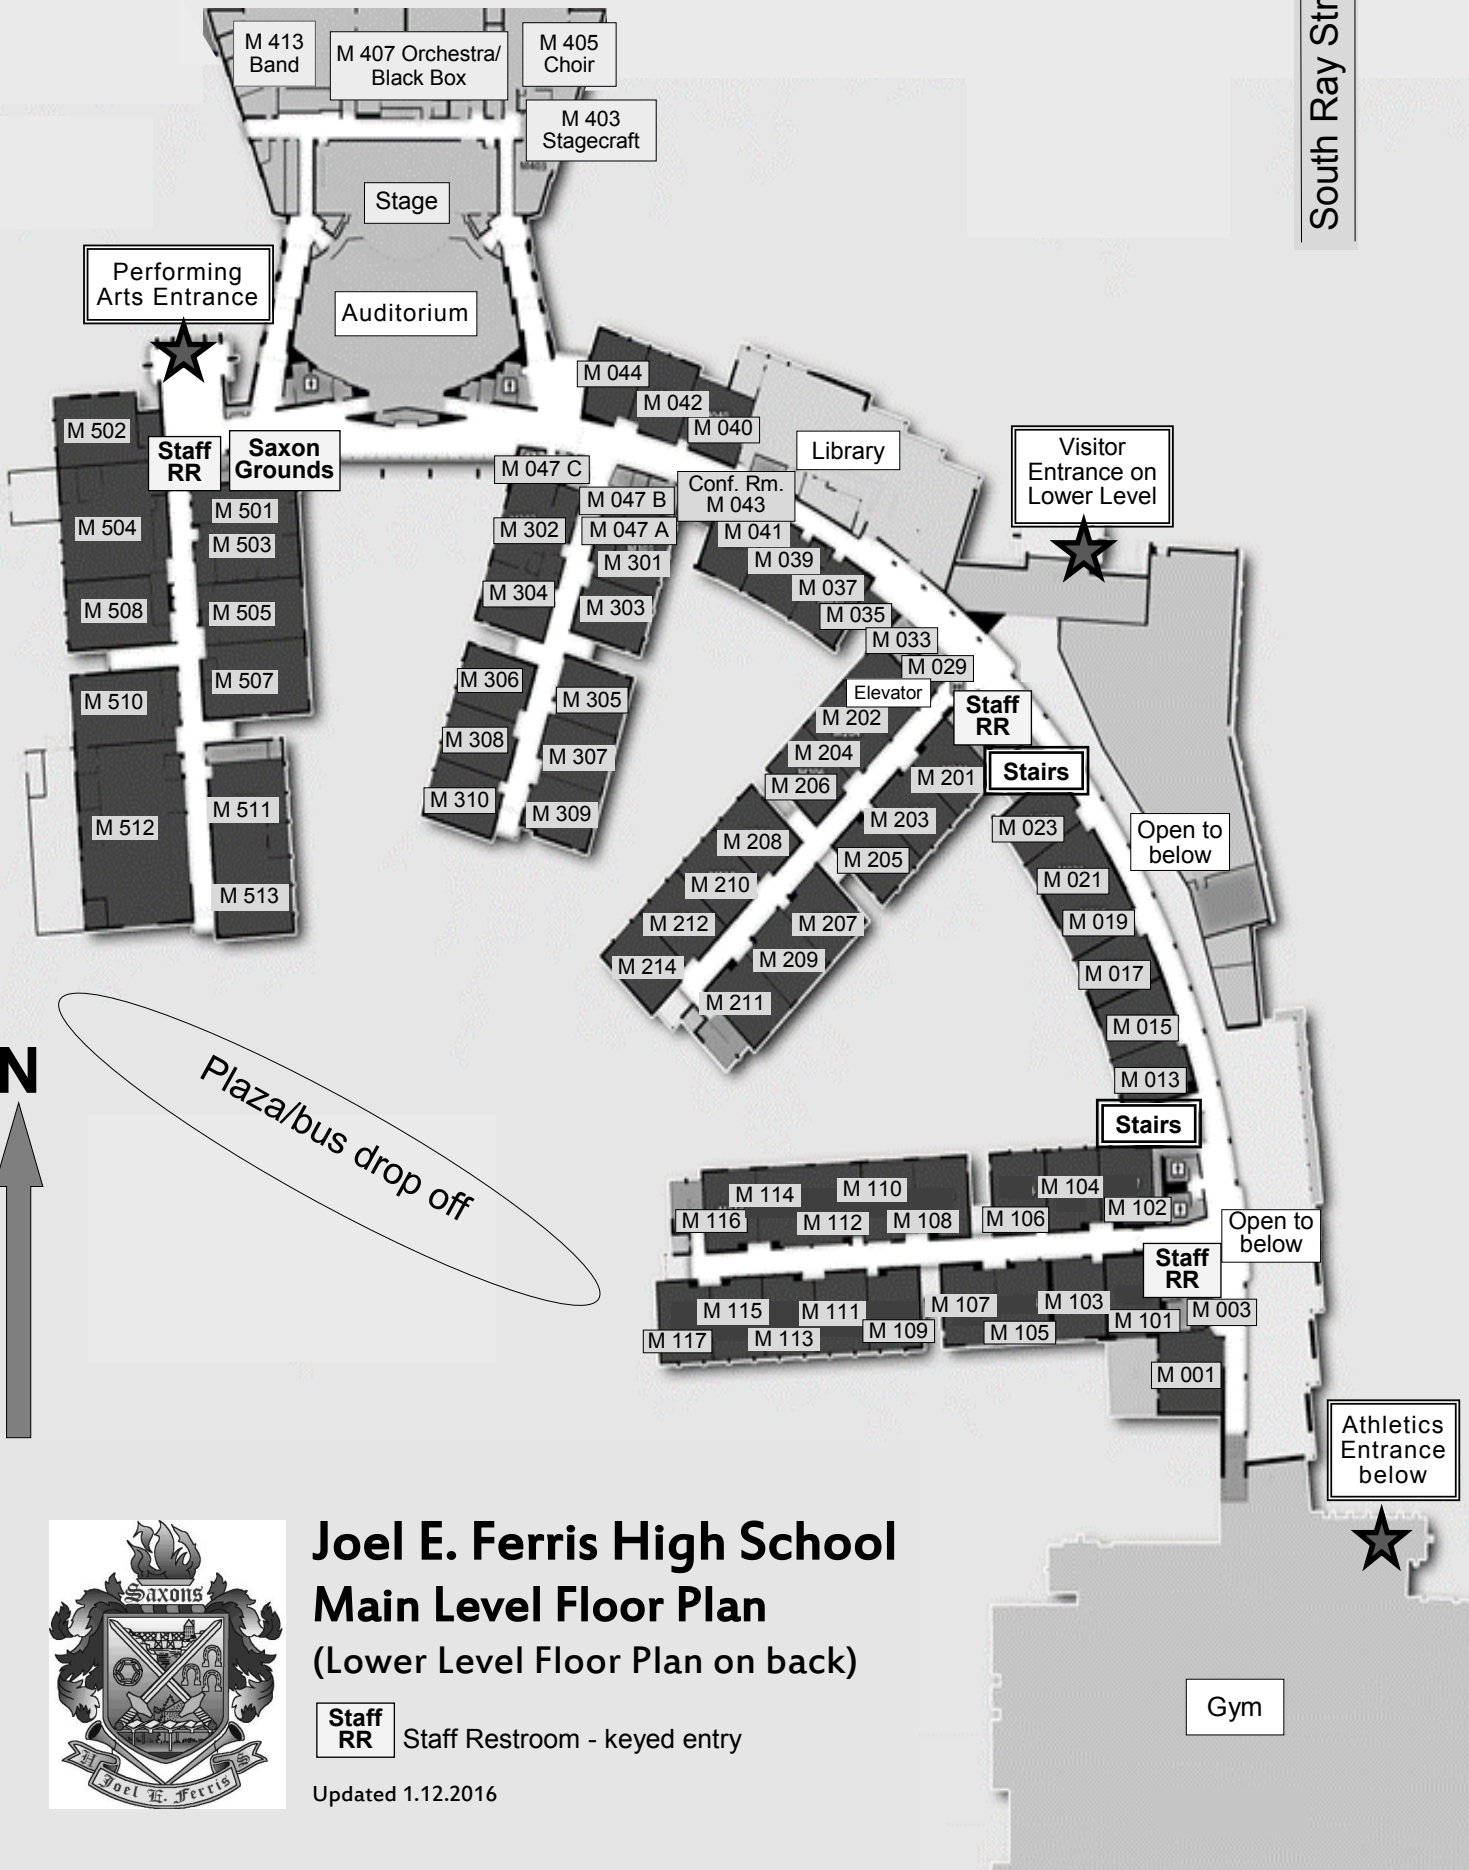 South Ray Str
M 413
Band
M 407 Orchestra/
Black Box
M 405
Choir
M 403
Stagecraft
Stage
Performing
Arts Entrance
Auditorium
M 044
M 042
M 040
Library
Visitor
Entrance on
Lower Level
M 502
Staff
RR
Saxon
Grounds
M 047 C
M 047 B
M 047 A
Conf. Rm.
M 043
M 041
M 039
M 037
M 035
M 033
M 029
M 504
M 501
M 503
M 508
M 505
M 507
M 510
M 511
M 512
M 513
M 302
M 301
M 304
M 303
M 306
M 305
M 308
M 307
M 310
M 309
Elevator
Staff
RR
M 202
M 204
M 206
M 201
M 203
M 205
M 208
M 210
M 212
M 214
M 207
M 209
M 211
Stairs
M 023
M 021
M 019
M 017
M 015
M 013
Open to
below
Stairs
N
Plaza/bus drop off
M 114
M 110
M 104
M 116
M 112
M 108
M 106
M 102
Open to
below
Staff
RR
M 115
M 111
M 107
M 103
M 003
M 117
M 113
M 109
M 105
M 101
M 001
Athletics
Entrance
below
Gym
Saxons
H S
Joel E. Ferris
Joel E. Ferris High School
Main Level Floor Plan
(Lower Level Floor Plan on back)
Staff
RR
Staff Restroom - keyed entry
Updated 1.12.2016